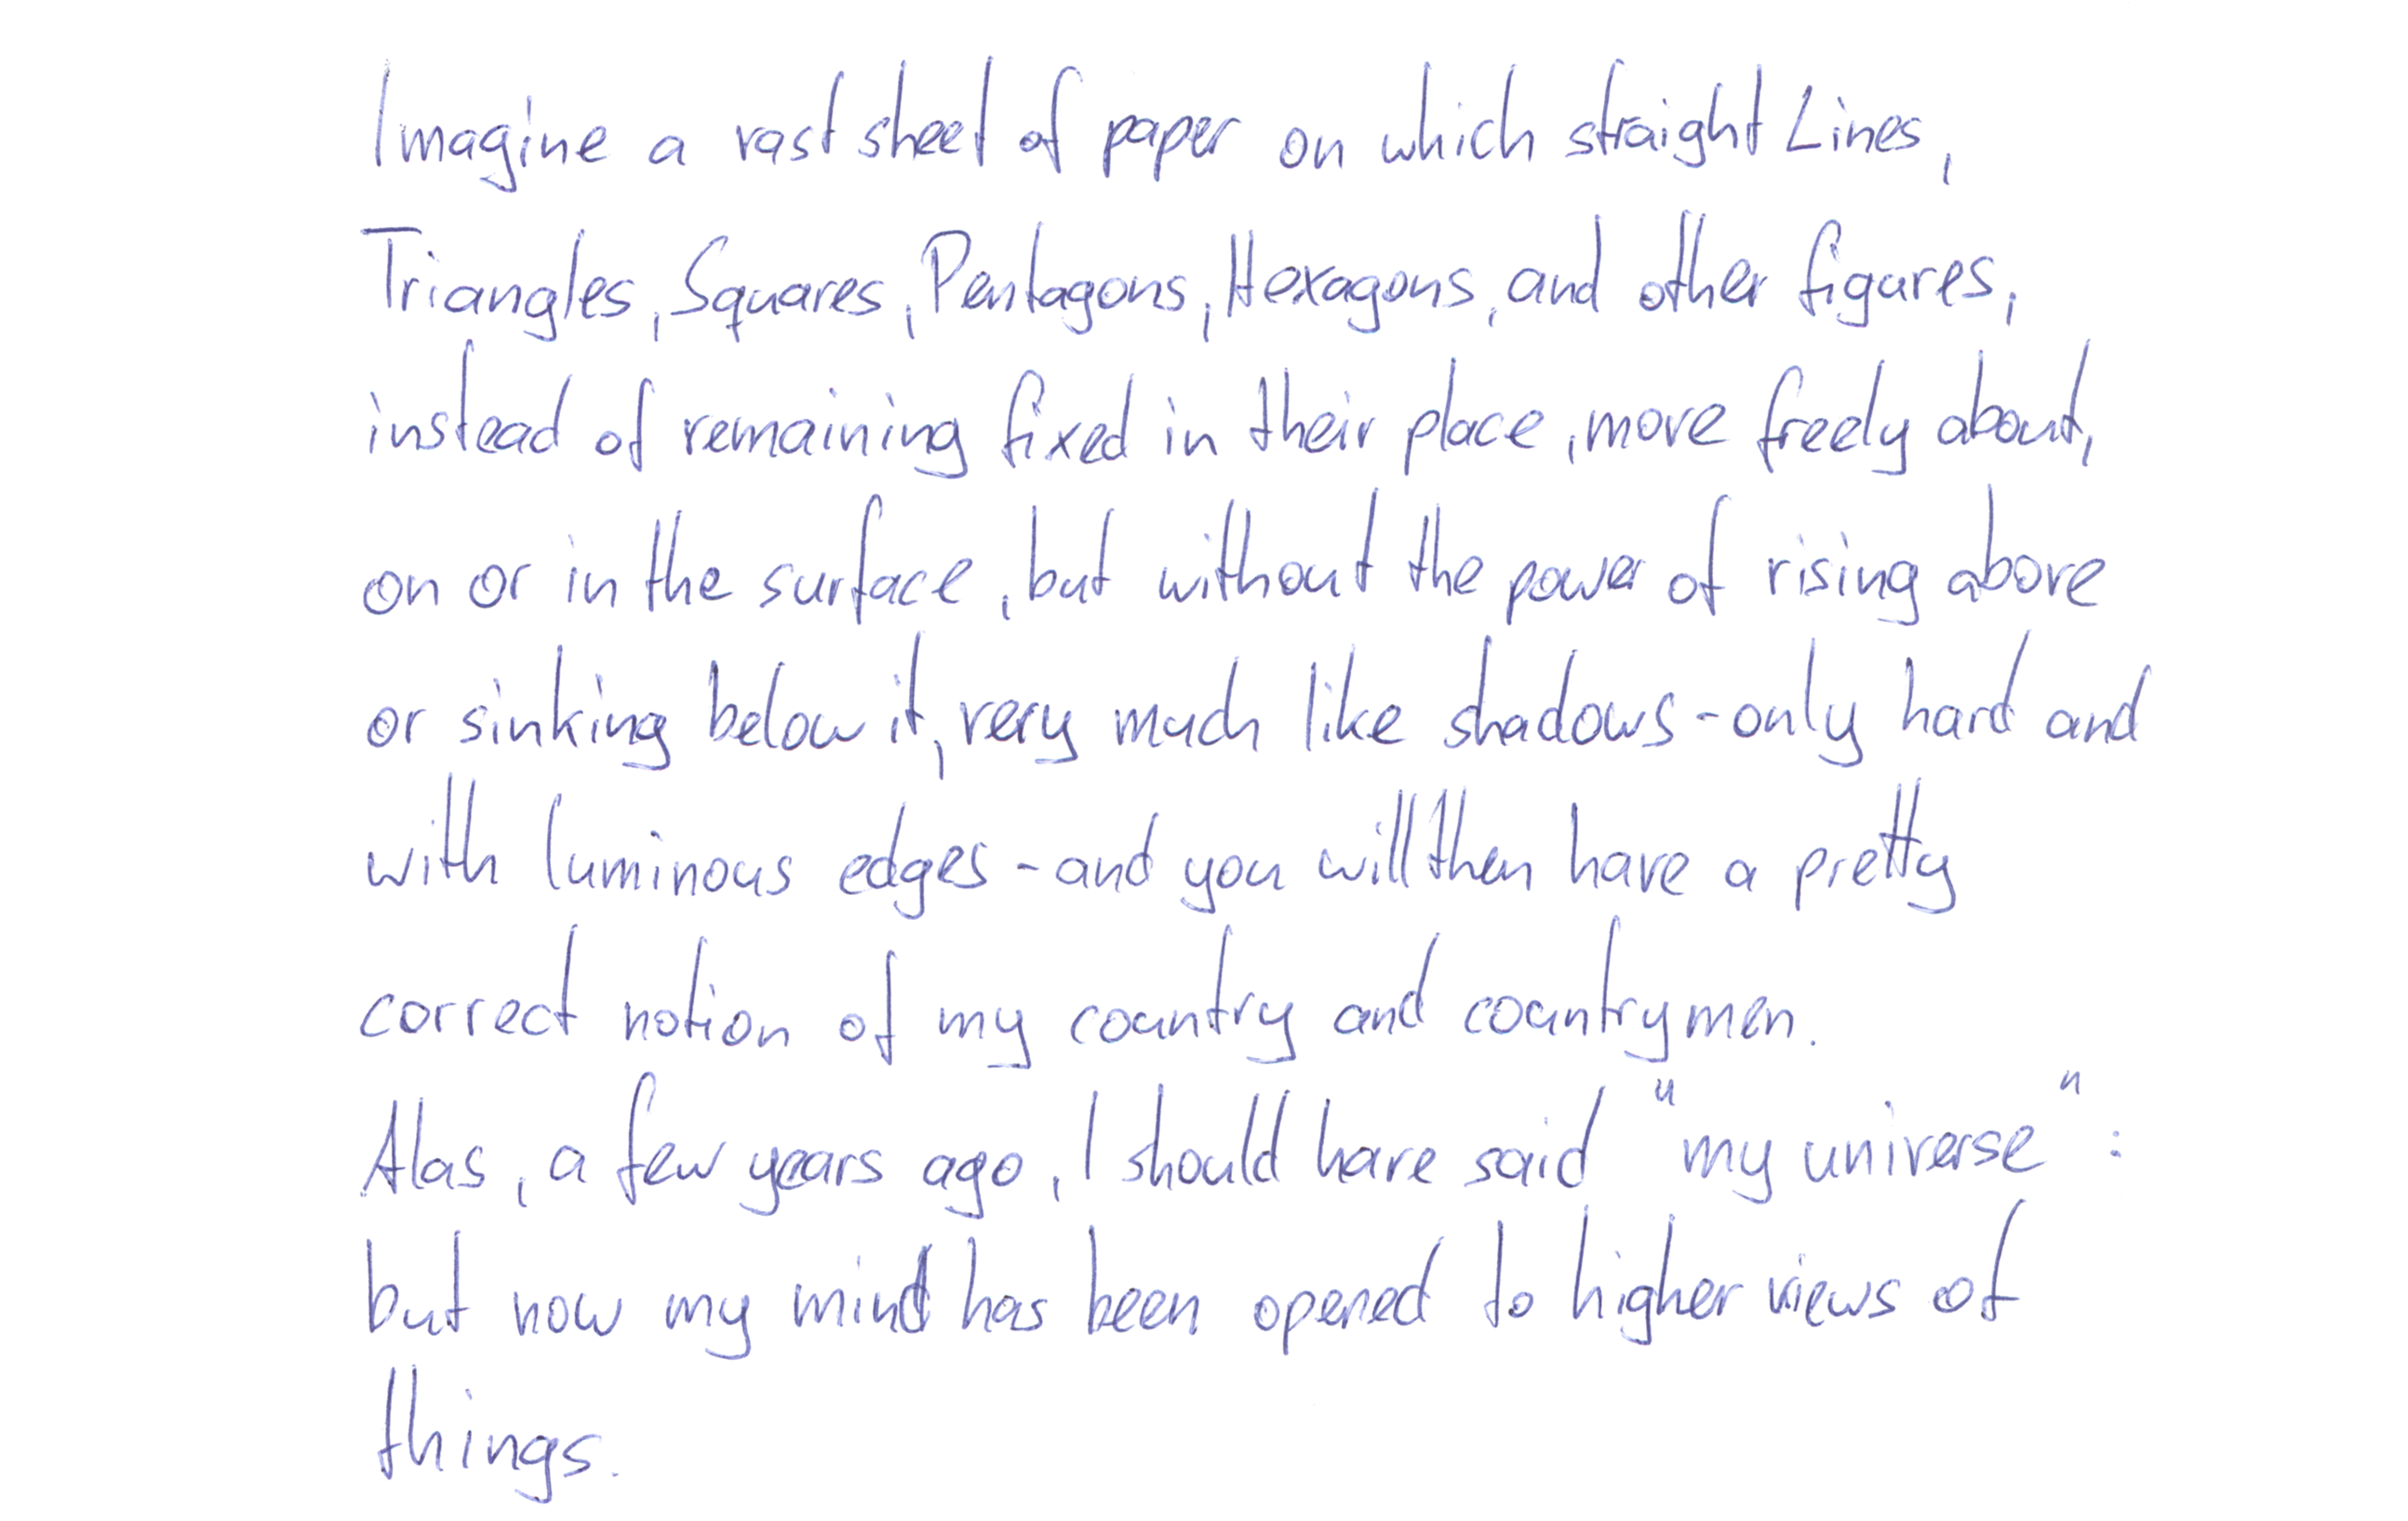 Imagine a vast sheet of paper on which straight Lines,
Triangles, Squares, Pentagons, Hexagons, and other figures,
instead of remaining fixed in their place, move freely about,
on or in the surface, but without the power of rising above
or sinking below it, very much like shadows - only hard and
with luminous edges - and you will then have a pretty
correct notion of my country and countrymen.
Alas, a few years ago, I should have said "my universe":
but now my mind has been opened to higher views of
things.